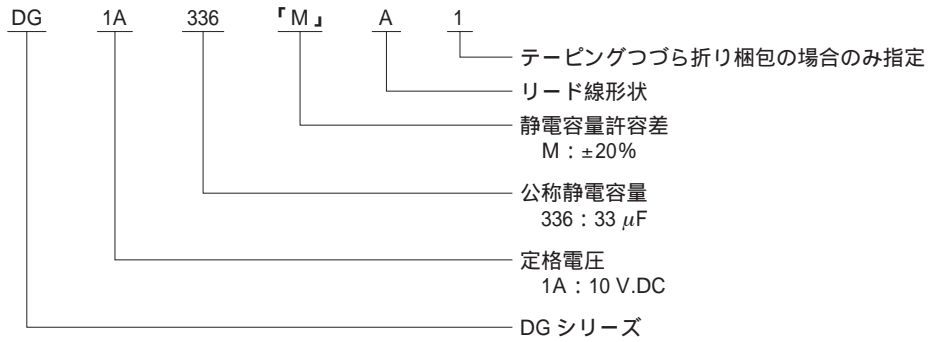 DG 1A 336 「M」 A 1
テーピングつづら折り梱包の場合のみ指定
リード線形状
静電容量許容差
M：±20%
公称静電容量
336：33 μF
定格電圧
1A：10 V.DC
DG シリーズ